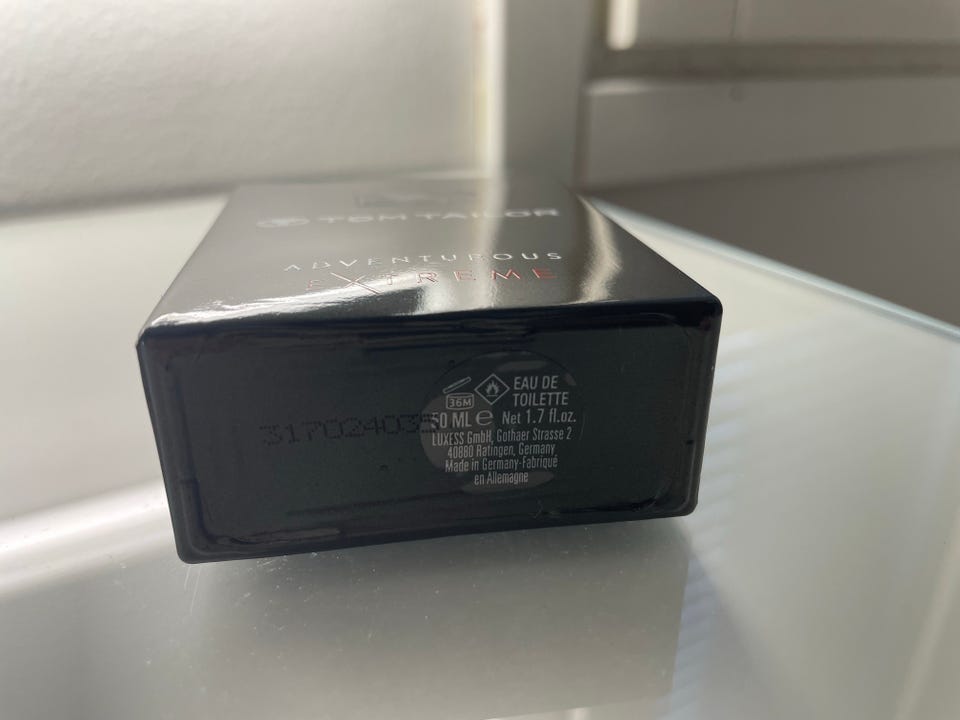 TOM TAILOR
ADVENTUROUS
EXTREME
317024035
36M
EAU DE
TOILETTE
50 ML e Net 1.7 fl.oz.
LUXESS GmbH, Gothaer Strasse 2
40880 Ratingen, Germany
Made in Germany-Fabriqué
en Allemagne